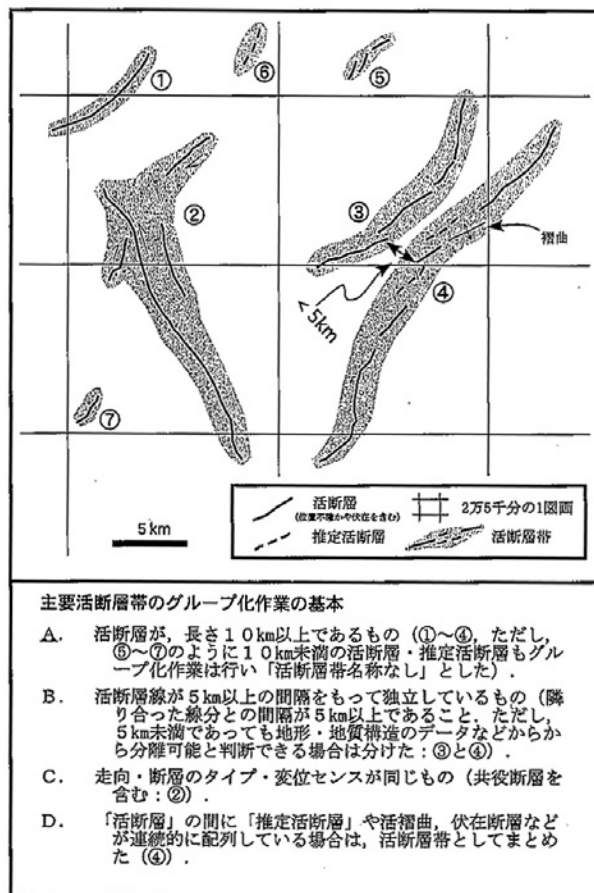 ①
⑥
⑤
②
③
褶曲
④
<5km
⑦
5 km
活断層
(位置不確かや伏在を含む)
2万5千分の1図画
推定活断層
活断層帯
主要活断層帯のグループ化作業の基本
A. 活断層が,長さ10km以上であるもの(①~④,ただし,
⑤~⑦のように10km未満の活断層・推定活断層もグル
ープ化作業は行い「活断層帯名称なし」とした).
B. 活断層線が5km以上の間隔をもって独立しているもの(隣
り合った線分との間隔が5km以上であること.ただし,
5km未満であっても地形・地質構造のデータなどからか
ら分離可能と判断できる場合は分けた:③と④).
C. 走向・断層のタイプ・変位センスが同じもの(共役断層を
含む:②).
D. 「活断層」の間に「推定活断層」や活褶曲,伏在断層など
が連続的に配列している場合は,活断層帯としてまとめ
た(④).